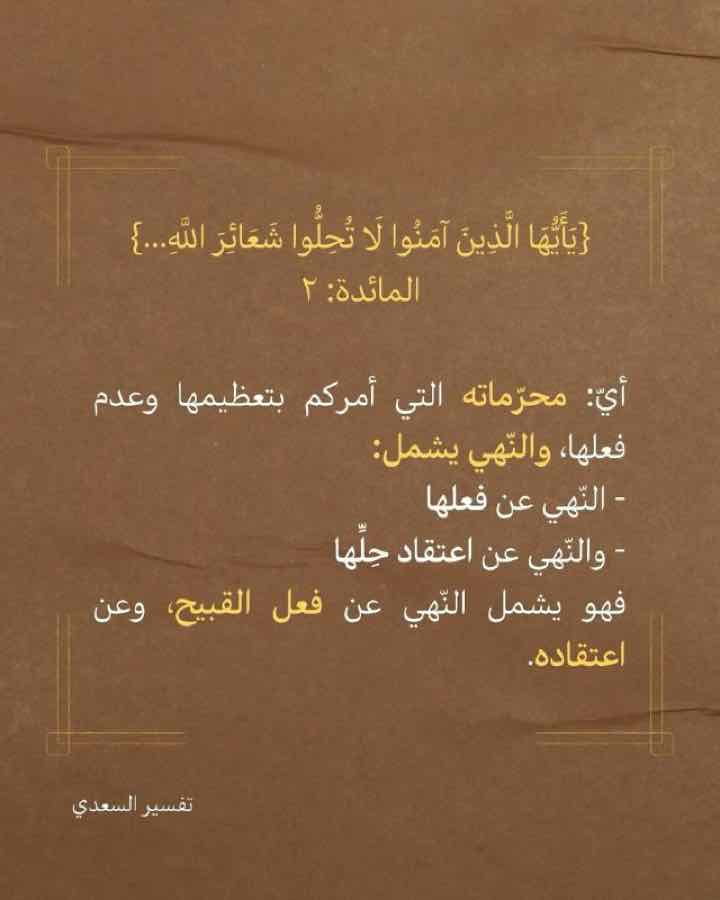 {يَأَيُّهَا الَّذِينَ آمَنُوا لَا تُحِلُّوا شَعَائِرَ اللَّهِ...}
المائدة: ٢
أيّ: محرّماته التي أمركم بتعظيمها وعدم
فعلها، والنّهي يشمل:
- النّهي عن فعلها
- والنّهي عن اعتقاد حِلِّها
فهو يشمل النّهي عن فعل القبيح، وعن
اعتقاده.
تفسير السعدي